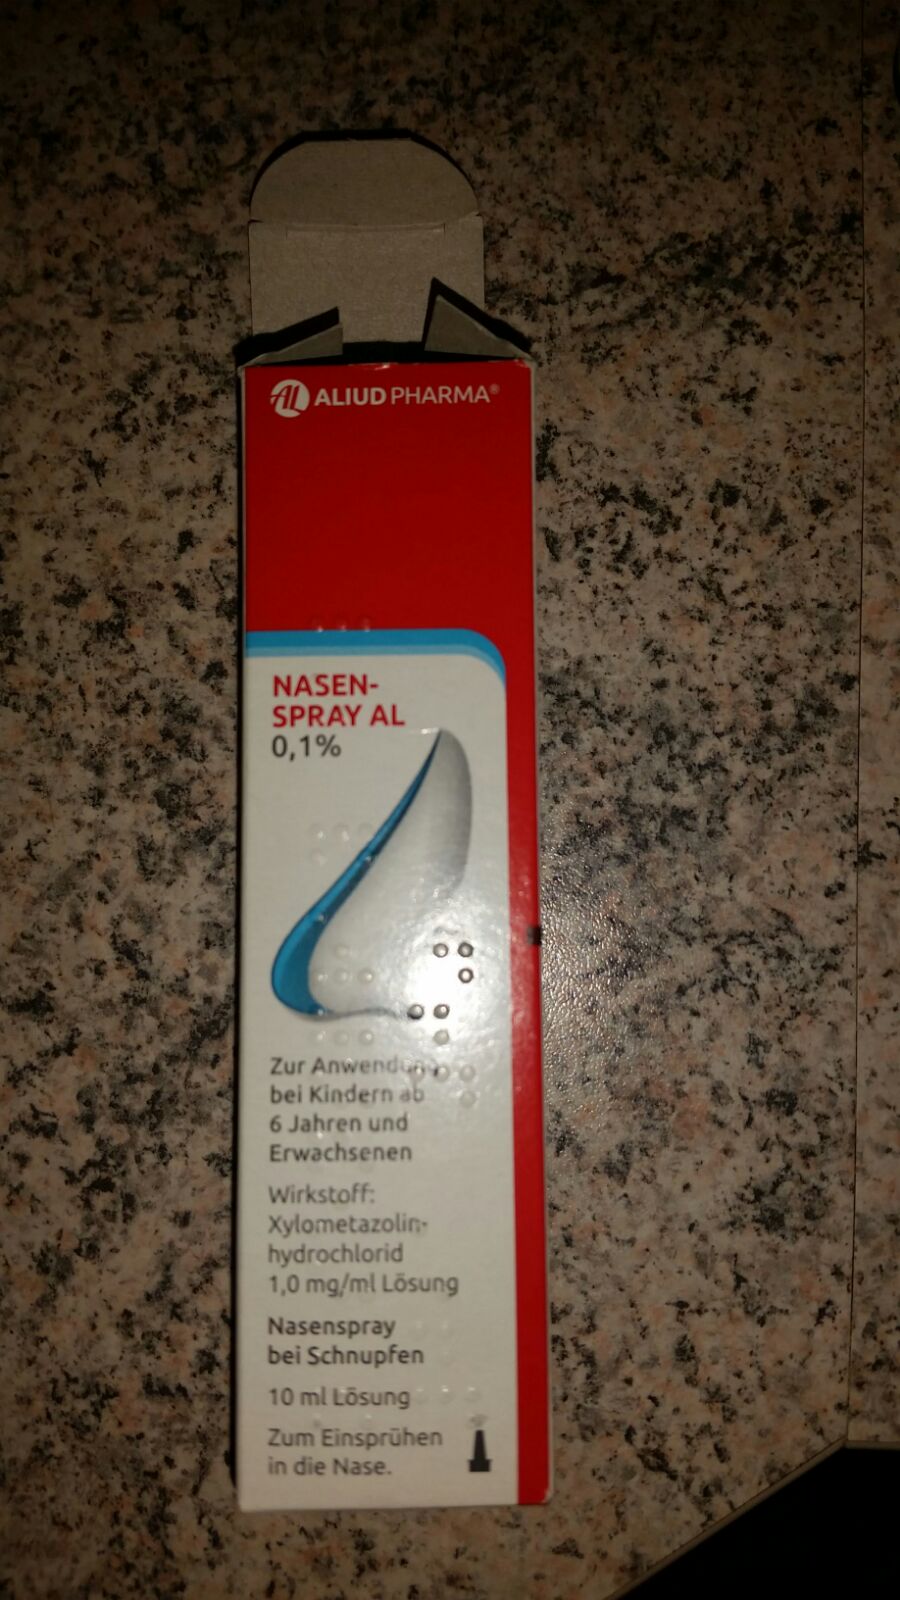 AL ALIUD PHARMA®
NASEN-
SPRAY AL
0,1%
Zur Anwendung
bei Kindern ab
6 Jahren und
Erwachsenen
Wirkstoff:
Xylometazolin-
hydrochlorid
1,0 mg/ml Lösung
Nasenspray
bei Schnupfen
10 ml Lösung
Zum Einsprühen
in die Nase.